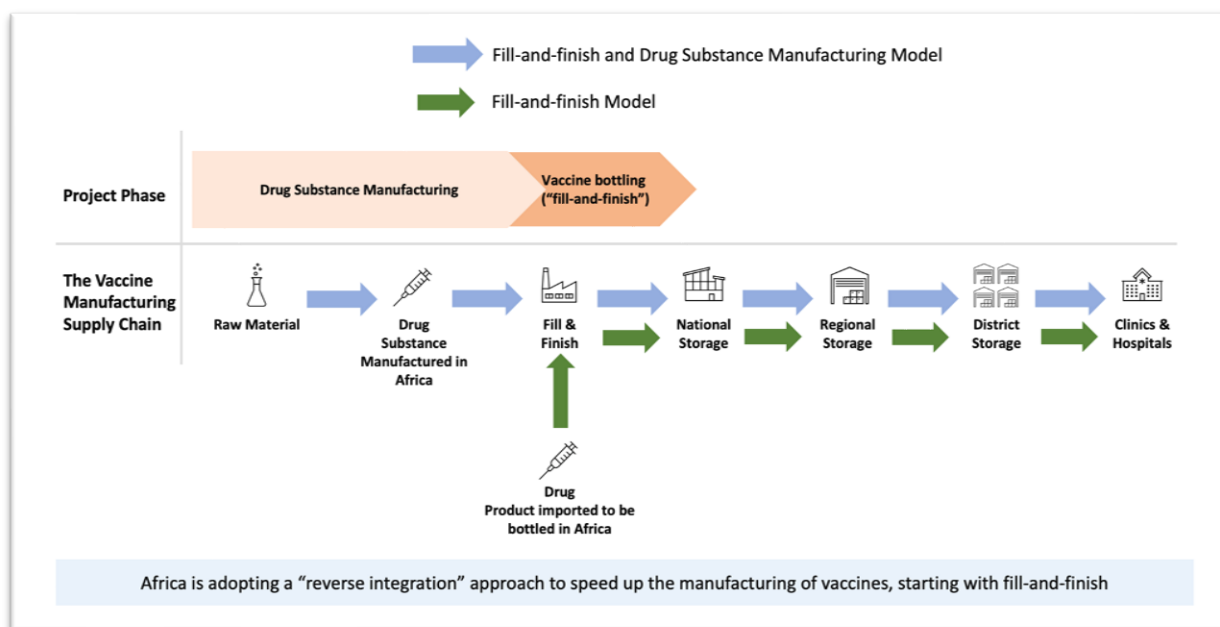 Fill-and-finish and Drug Substance Manufacturing Model
Fill-and-finish Model
Project Phase
Drug Substance Manufacturing
Vaccine bottling
(“fill-and-finish”)
The Vaccine
Manufacturing
Supply Chain
Raw Material
Drug
Substance
Manufactured in
Africa
Fill &
Finish
National
Storage
Regional
Storage
District
Storage
Clinics &
Hospitals
Drug
Product imported to be
bottled in Africa
Africa is adopting a “reverse integration” approach to speed up the manufacturing of vaccines, starting with fill-and-finish